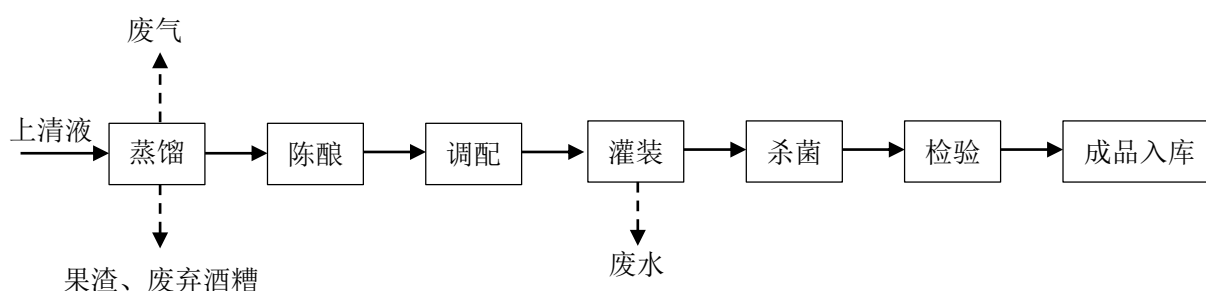 废气
上清液
蒸馏
陈酿
调配
灌装
杀菌
检验
成品入库
果渣、废弃酒糟
废水